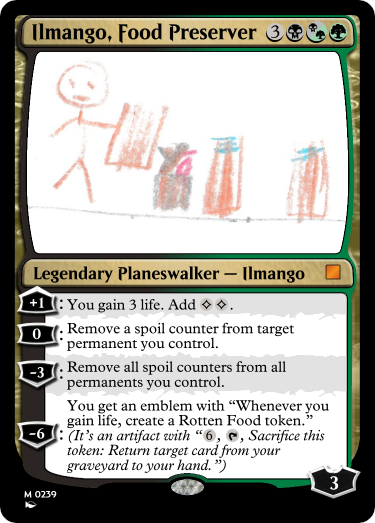 Ilmango, Food Preserver 3
Legendary Planeswalker — Ilmango
+1: You gain 3 life. Add.
0: Remove a spoil counter from target
permanent you control.
-3: Remove all spoil counters from all
permanents you control.
You get an emblem with “Whenever you
gain life, create a Rotten Food token.”
-6: (It's an artifact with “6, , Sacrifice this
token: Return target card from your
graveyard to your hand.”)
3
M 0239